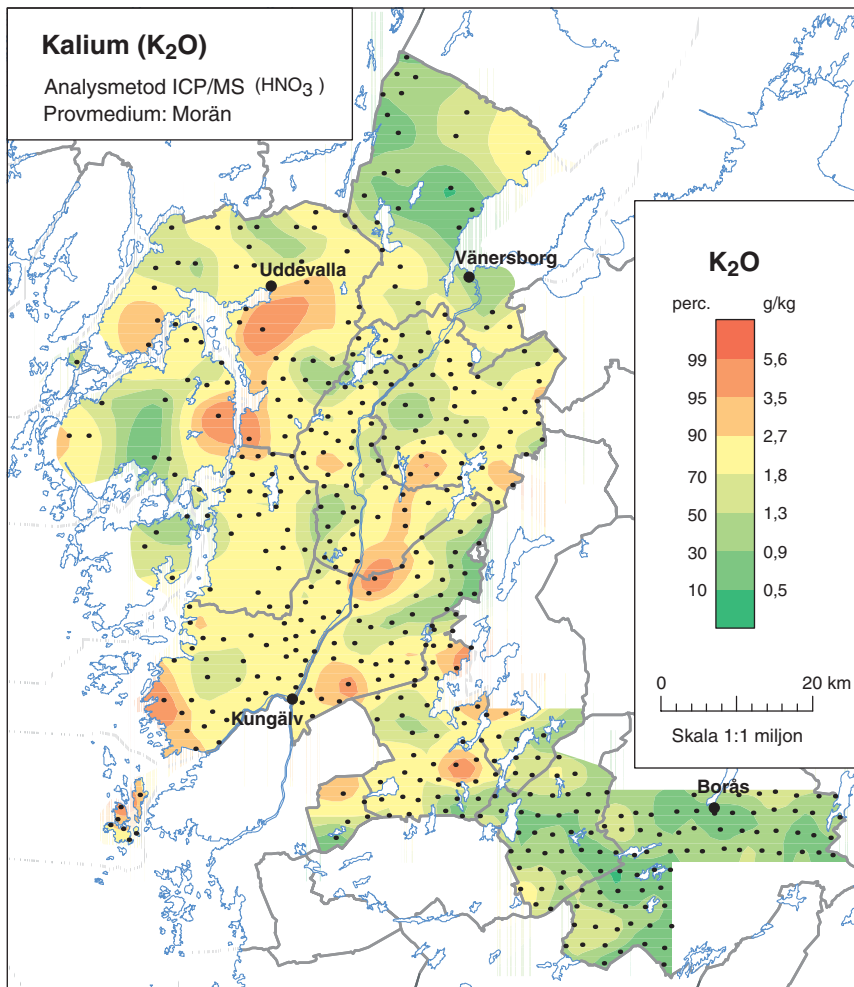 Kalium (K₂O)
Analysmetod ICP/MS (HNO₃)
Provmedium: Morän
Uddevalla
Vänersborg
Kungälv
Borås
K₂O
perc. g/kg
99 5,6
95 3,5
90 2,7
70 1,8
50 1,3
30 0,9
10 0,5
0 20 km
Skala 1:1 miljon